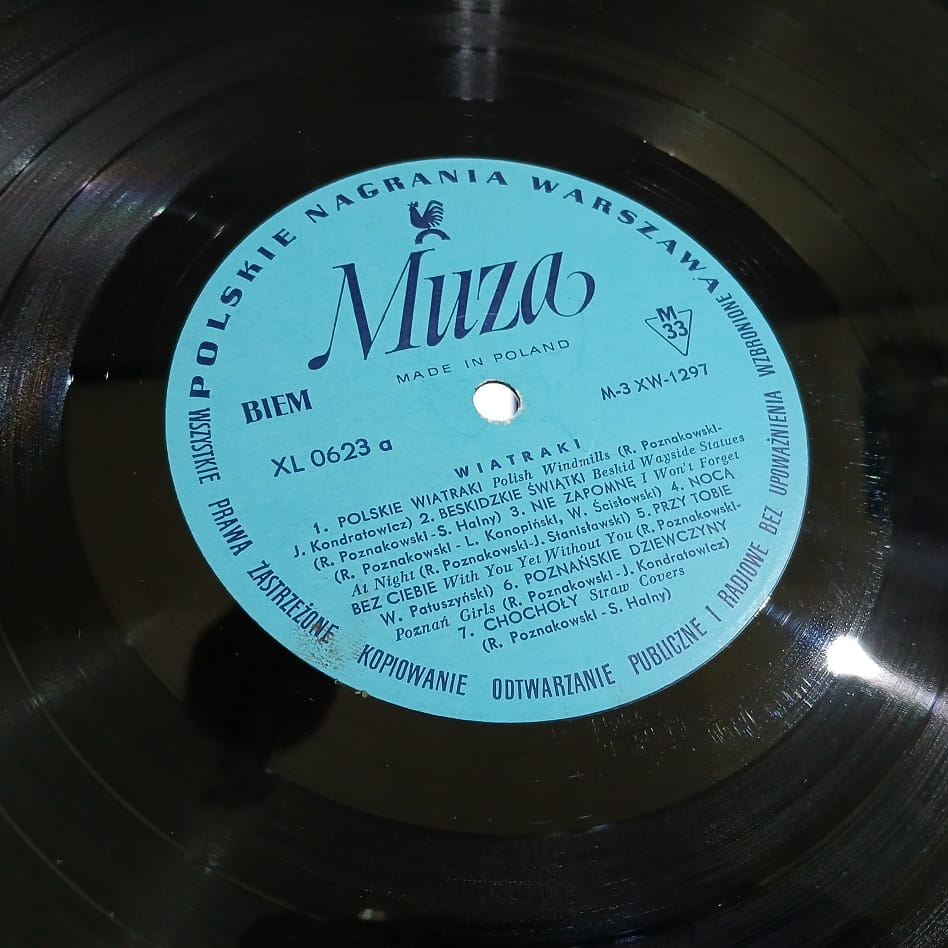 POLSKIE NAGRANIA WARSZAWA
Muza
MADE IN POLAND
M
33
BIEM
M-3 XW-1297
XL 0623 a
WIATRAKI
1. POLSKIE WIATRAKI Polish Windmills (R. Poznakowski-
J. Kondratowicz) 2. BESKIDZKIE ŚWIĄTKI Beskid Wayside Statues
(R. Poznakowski-S. Halny) 3. NIE ZAPOMNĘ I Won't Forget
(R. Poznakowski - L. Konopiński, W. Ścisłowski) 4. NOCĄ
At Night (R. Poznakowski-J. Stanisławski) 5. PRZY TOBIE
BEZ CIEBIE With You Yet Without You (R. Poznakowski-
W. Patuszyński) 6. POZNAŃSKIE DZIEWCZYNY
Poznań Girls (R. Poznakowski-J. Kondratowicz)
7. CHOCHOŁY Straw Covers
(R. Poznakowski-S. Halny)
WSZYSTKIE PRAWA ZASTRZEŻONE KOPIOWANIE ODTWARZANIE PUBLICZNE I RADIOWE BEZ UPOWAŻNIENIA WZBRONIONE